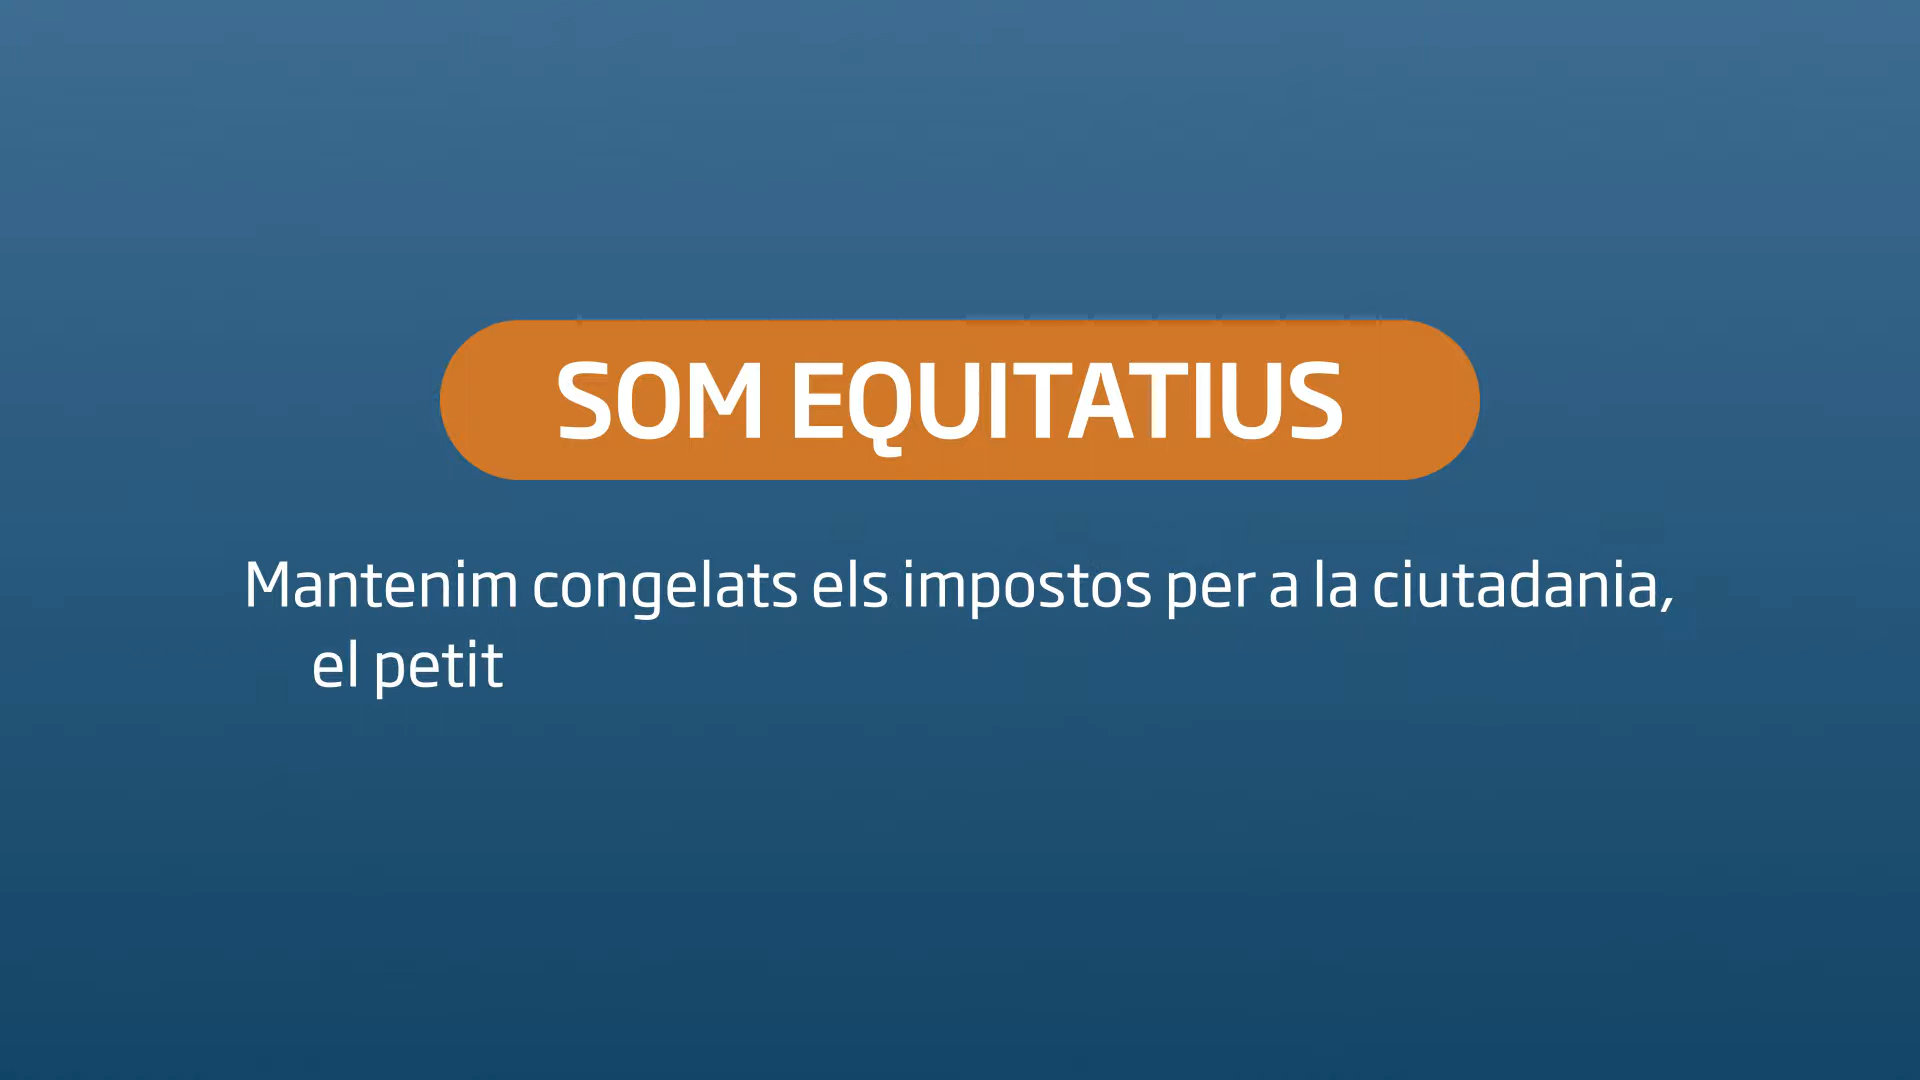 SOM EQUITATIUS
Mantenim congelats els impostos per a la ciutadania,
el petit